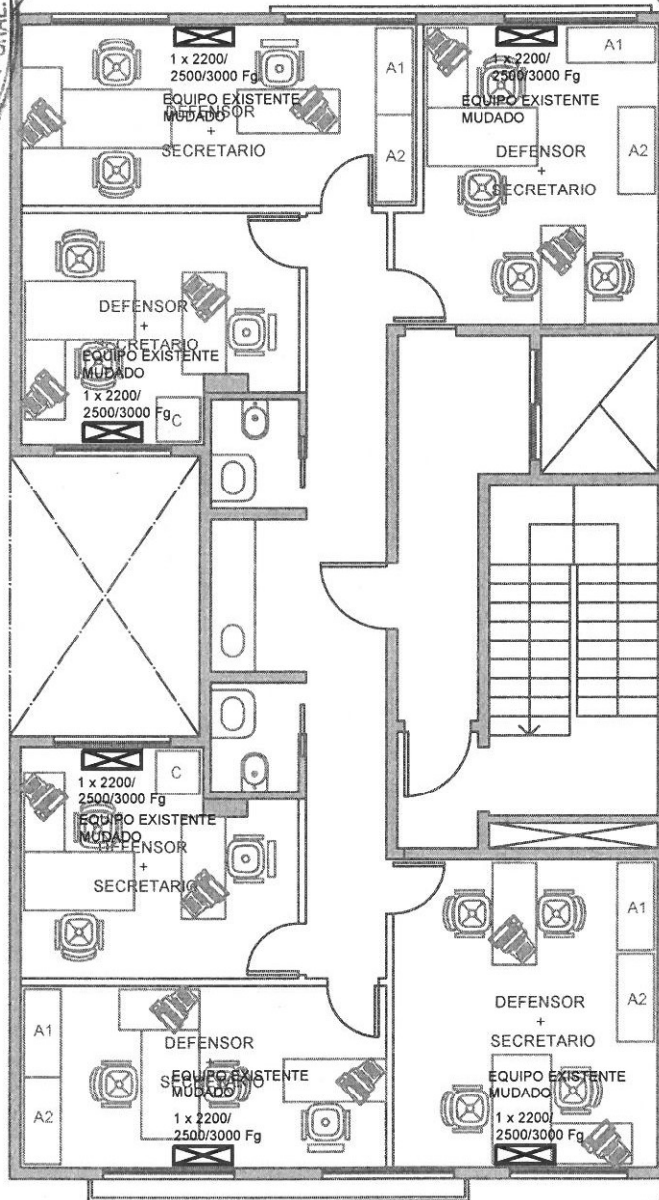 1 x 2200/
2500/3000 Fg
EQUIPO EXISTENTE
MUDADO
DEFENSOR
+
SECRETARIO
A1
A2
1 x 2200/
2500/3000 Fg
EQUIPO EXISTENTE
MUDADO
DEFENSOR
+
SECRETARIO
A1
A2
DEFENSOR
+
SECRETARIO
EQUIPO EXISTENTE
MUDADO
1 x 2200/
2500/3000 Fg
C
C
1 x 2200/
2500/3000 Fg
EQUIPO EXISTENTE
MUDADO
DEFENSOR
+
SECRETARIO
A1
A2
DEFENSOR
+
SECRETARIO
EQUIPO EXISTENTE
MUDADO
1 x 2200/
2500/3000 Fg
A1
A2
DEFENSOR
+
SECRETARIO
EQUIPO EXISTENTE
MUDADO
1 x 2200/
2500/3000 Fg